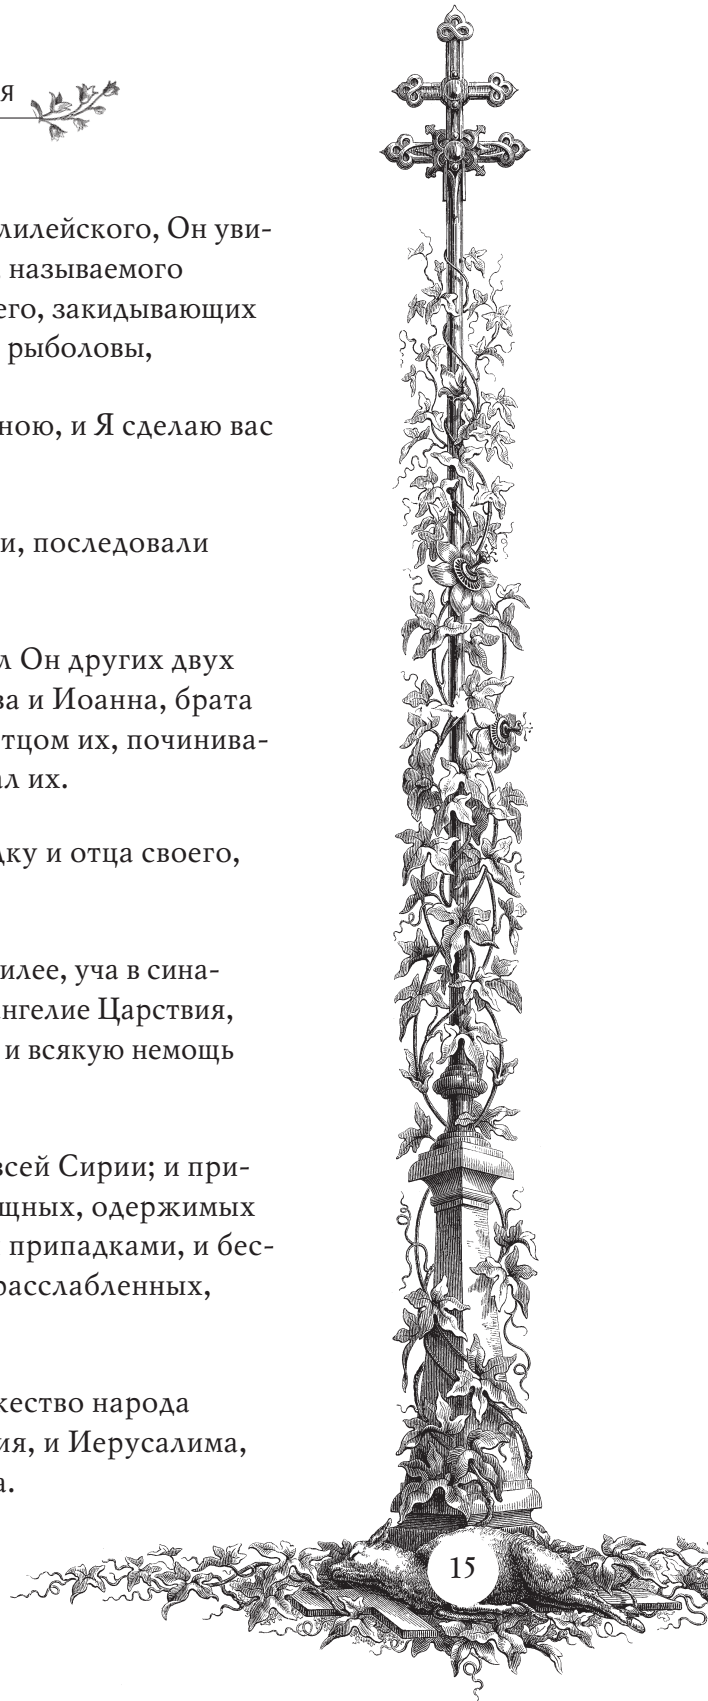 я
лилейского, Он уви-
называемого
его, закидывающих
рыболовы,
ною, и Я сделаю вас
и, последовали
л Он других двух
ва и Иоанна, брата
тцом их, починива-
ал их.
дку и отца своего,
илее, уча в сина-
нгелие Царствия,
и всякую немощь
всей Сирии; и при-
щных, одержимых
припадками, и бес-
расслабленных,
жество народа
ия, и Иерусалима,
а.
15